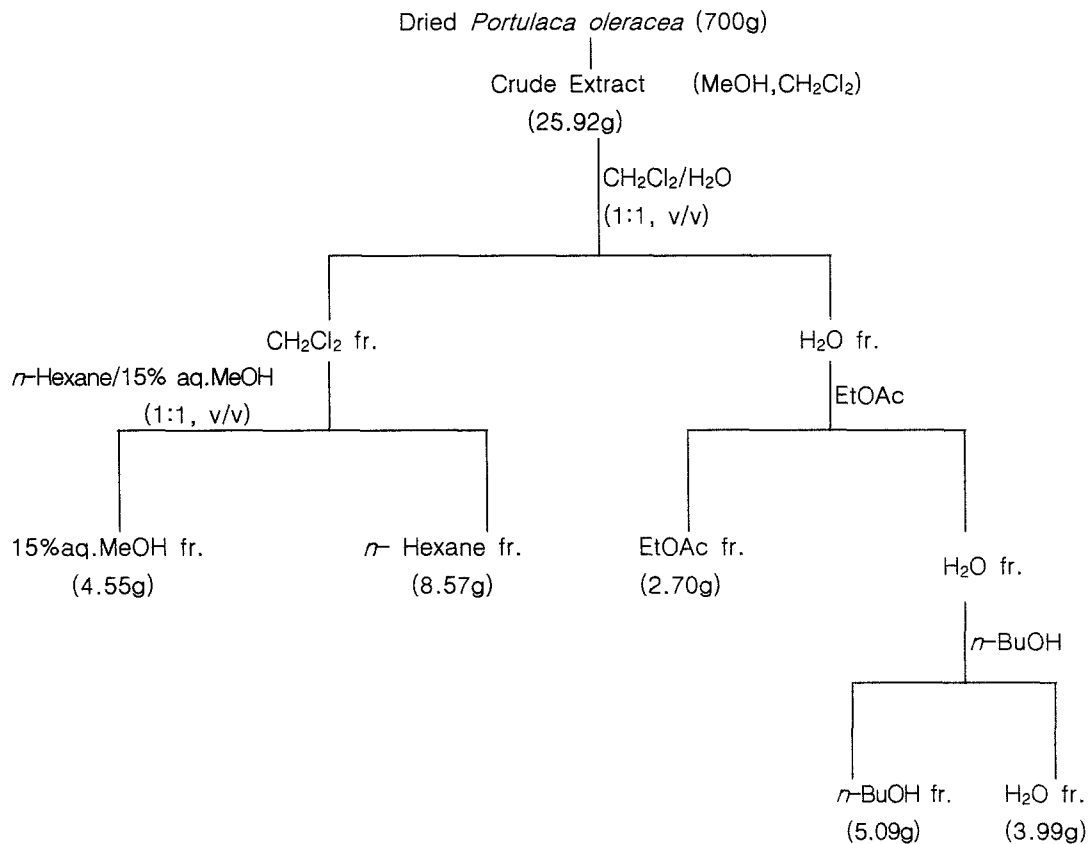 Dried Portulaca oleracea (700g)
Crude Extract (MeOH,CH₂Cl₂)
(25.92g)
CH₂Cl₂/H₂O
(1:1, v/v)
CH₂Cl₂ fr. H₂O fr.
n-Hexane/15% aq.MeOH
(1:1, v/v)
EtOAc
15%aq.MeOH fr. n- Hexane fr. EtOAc fr.
(4.55g) (8.57g) (2.70g)
H₂O fr.
n-BuOH
n-BuOH fr. H₂O fr.
(5.09g) (3.99g)